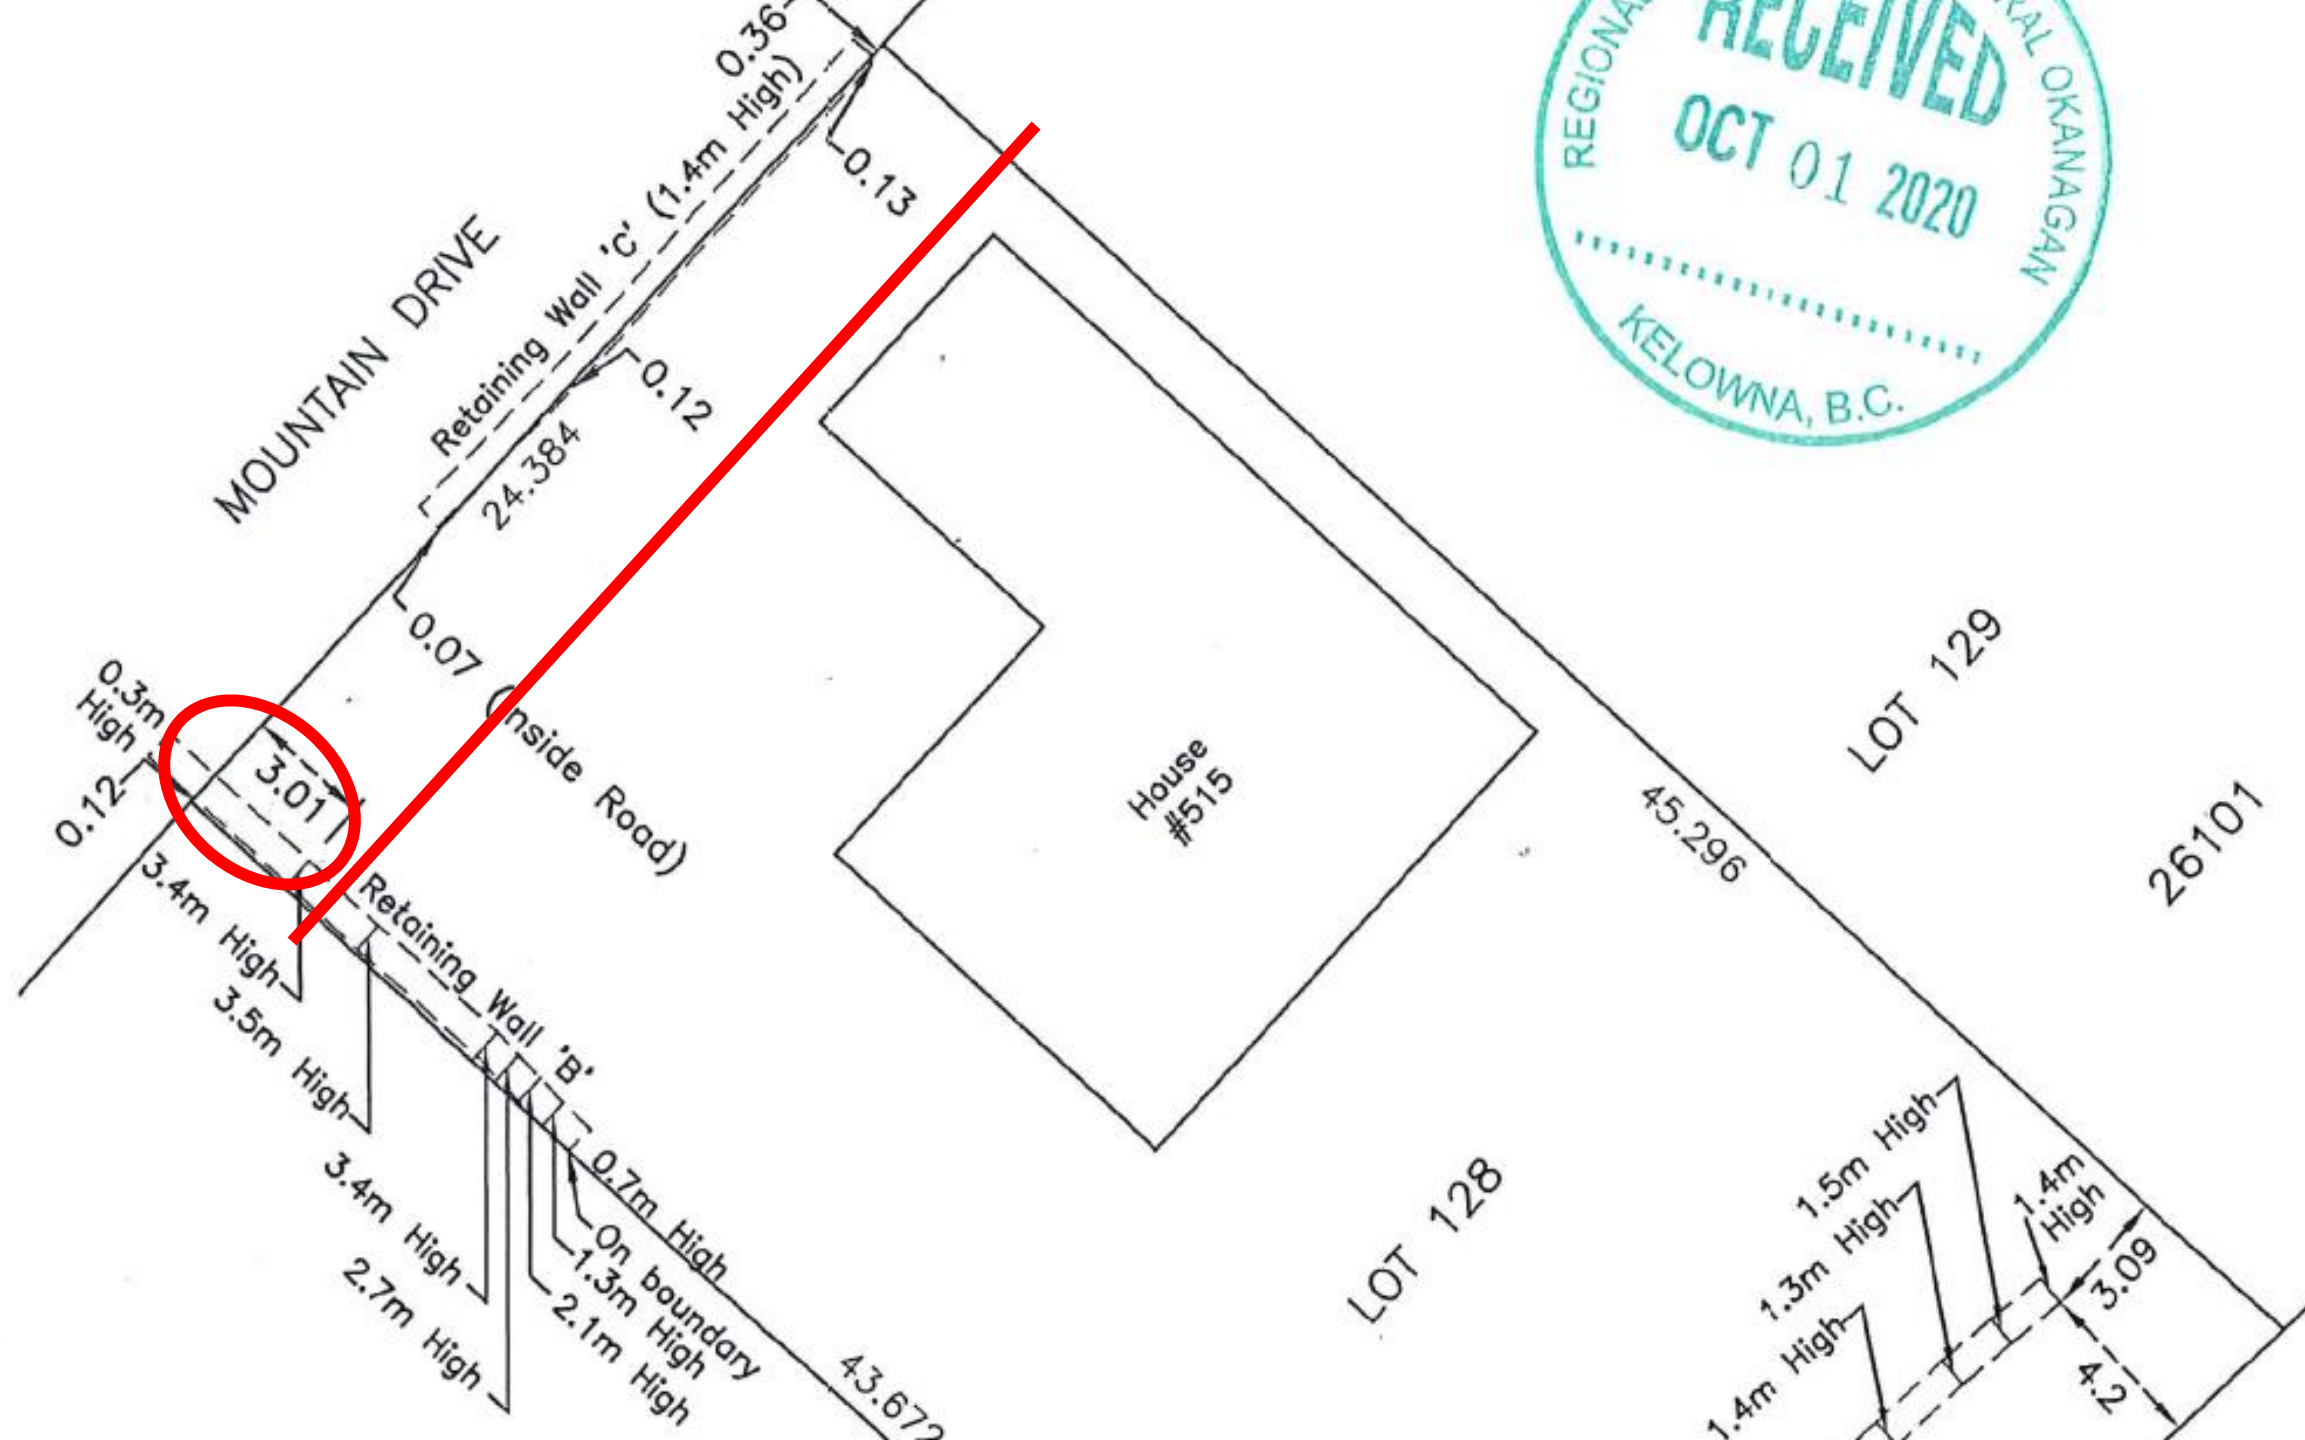 0.36
Retaining Wall 'C' (1.4m High)
0.13
MOUNTAIN DRIVE
0.12
24.384
0.07 (Inside Road)
0.3m
High
3.01
0.12
3.4m High
3.5m High
Retaining Wall 'B'
3.4m High
2.7m High
0.7m High
On boundary
1.3m High
2.1m High
43.672
House
#515
45.296
LOT 129
26101
LOT 128
1.5m High
1.3m High
1.4m High
1.4m
High
3.09
4.2
RECEIVED
OCT 01 2020
REGIONAL
OKANAGAN
KELOWNA, B.C.